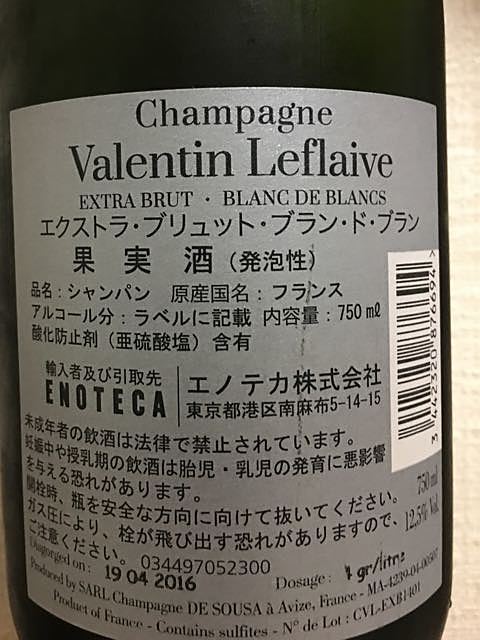 Champagne
Valentin Leflaive
EXTRA BRUT · BLANC DE BLANCS
エクストラ・ブリュット・ブラン・ド・ブラン
果 実 酒 (発泡性)
品名：シャンパン 原産国名：フランス
アルコール分：ラベルに記載 内容量：750㎖
酸化防止剤（亜硫酸塩）含有
輸入者及び引取先
ENOTECA
エノテカ株式会社
東京都港区南麻布5-14-15
3 442320 876694
未成年者の飲酒は法律で禁止されています。
妊娠中や授乳期の飲酒は胎児・乳児の発育に悪影響
を与える恐れがあります。
開栓時、瓶を安全な方向に向けて抜いてください。
ガス圧により、栓が飛び出す恐れがありますので、
ご注意ください。 034497052300
750 ml
12,5% Vol.
Disgorged on : 19 04 2016
Dosage : 4 gr/litre
Produced by SARL Champagne DE SOUSA à Avize, France - MA-4239-04-00507
Product of France - Contains sulfites - N° de Lot : CVL-EXB1401